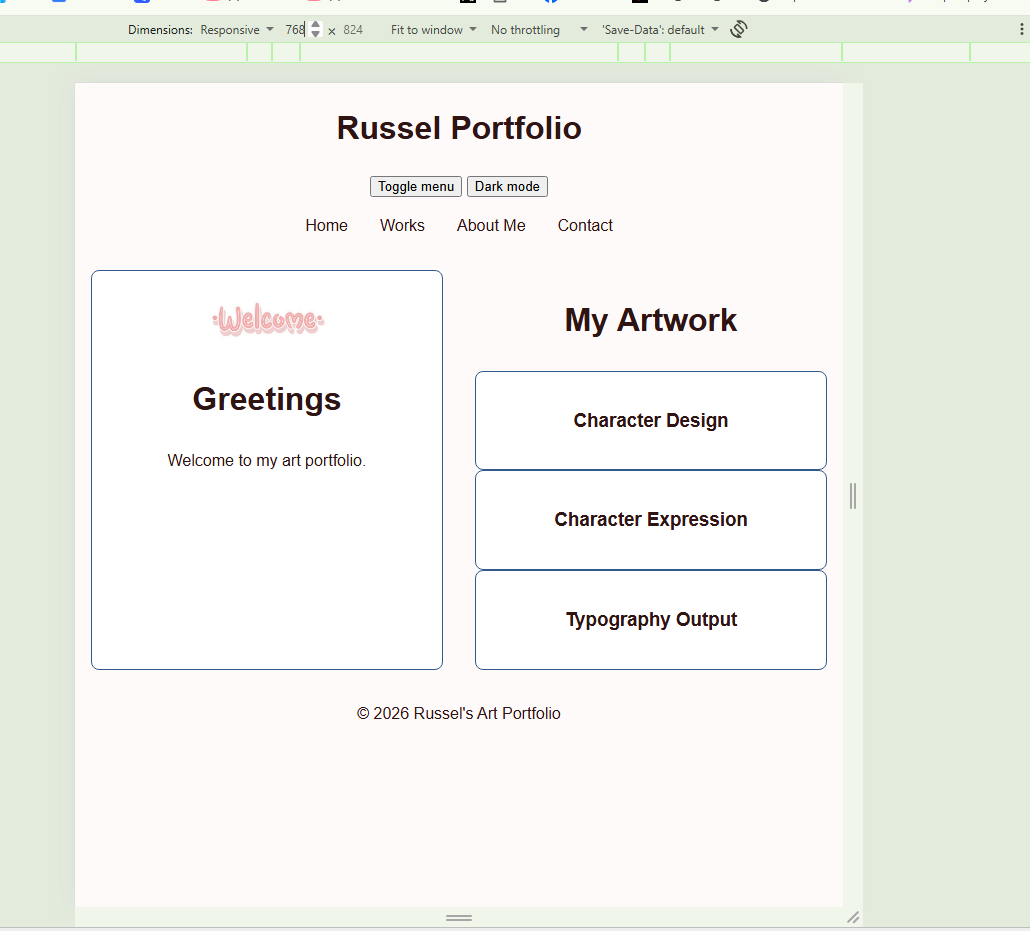 Dimensions: Responsive 768 × 824 Fit to window No throttling 'Save-Data': default
Russel Portfolio
Toggle menu Dark mode
Home Works About Me Contact
Welcome
Greetings
Welcome to my art portfolio.
My Artwork
Character Design
Character Expression
Typography Output
© 2026 Russel's Art Portfolio